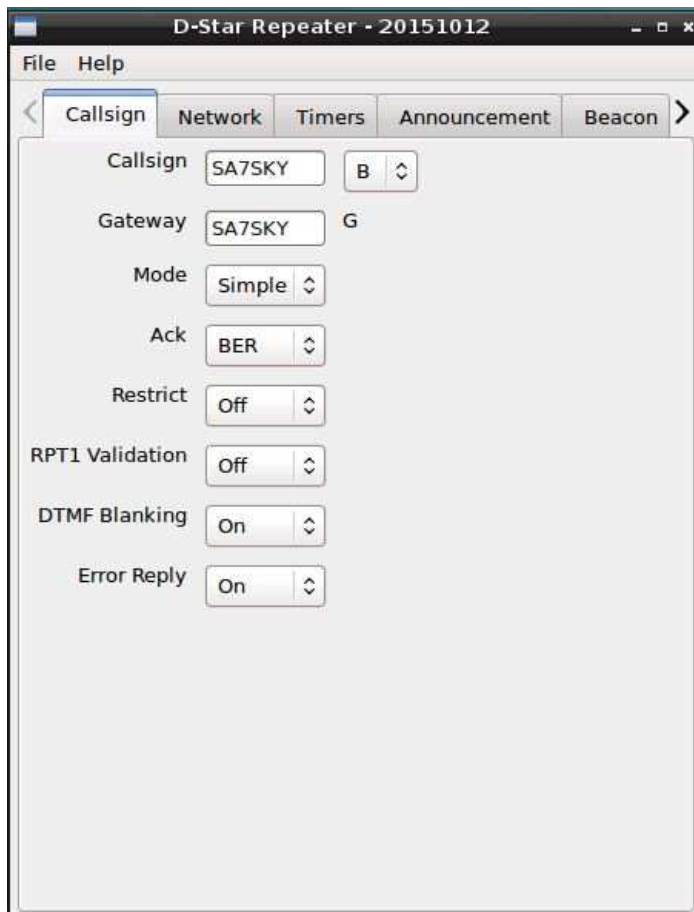 D-Star Repeater - 20151012
File Help
Callsign Network Timers Announcement Beacon
Callsign SA7SKY B
Gateway SA7SKY G
Mode Simple
Ack BER
Restrict Off
RPT1 Validation Off
DTMF Blanking On
Error Reply On